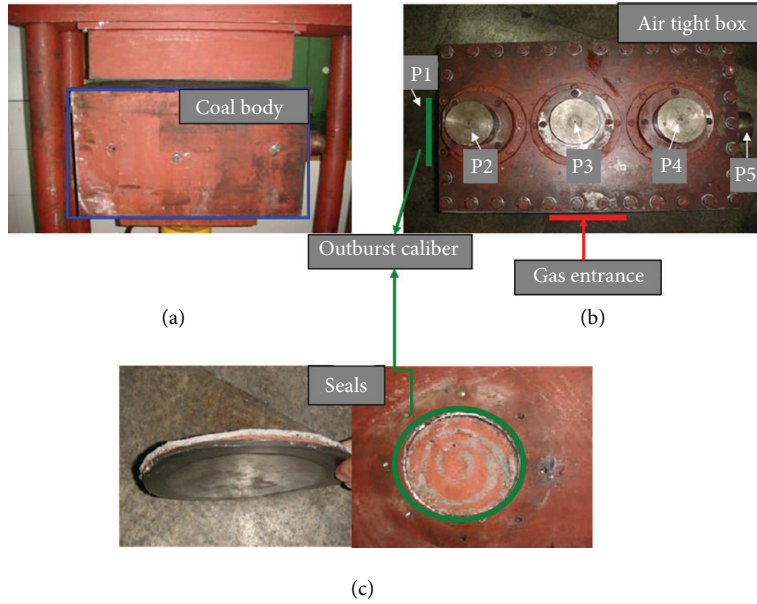 Coal body
Air tight box
P1
P2
P3
P4
P5
Outburst caliber
Gas entrance
(a)
(b)
Seals
(c)